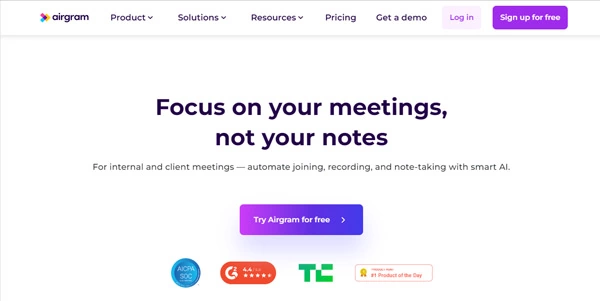 airgram
Product
Solutions
Resources
Pricing
Get a demo
Log in
Sign up for free
Focus on your meetings,
not your notes
For internal and client meetings — automate joining, recording, and note-taking with smart AI.
Try Airgram for free
AICPA
SOC
4.4
#1 Product of the Day